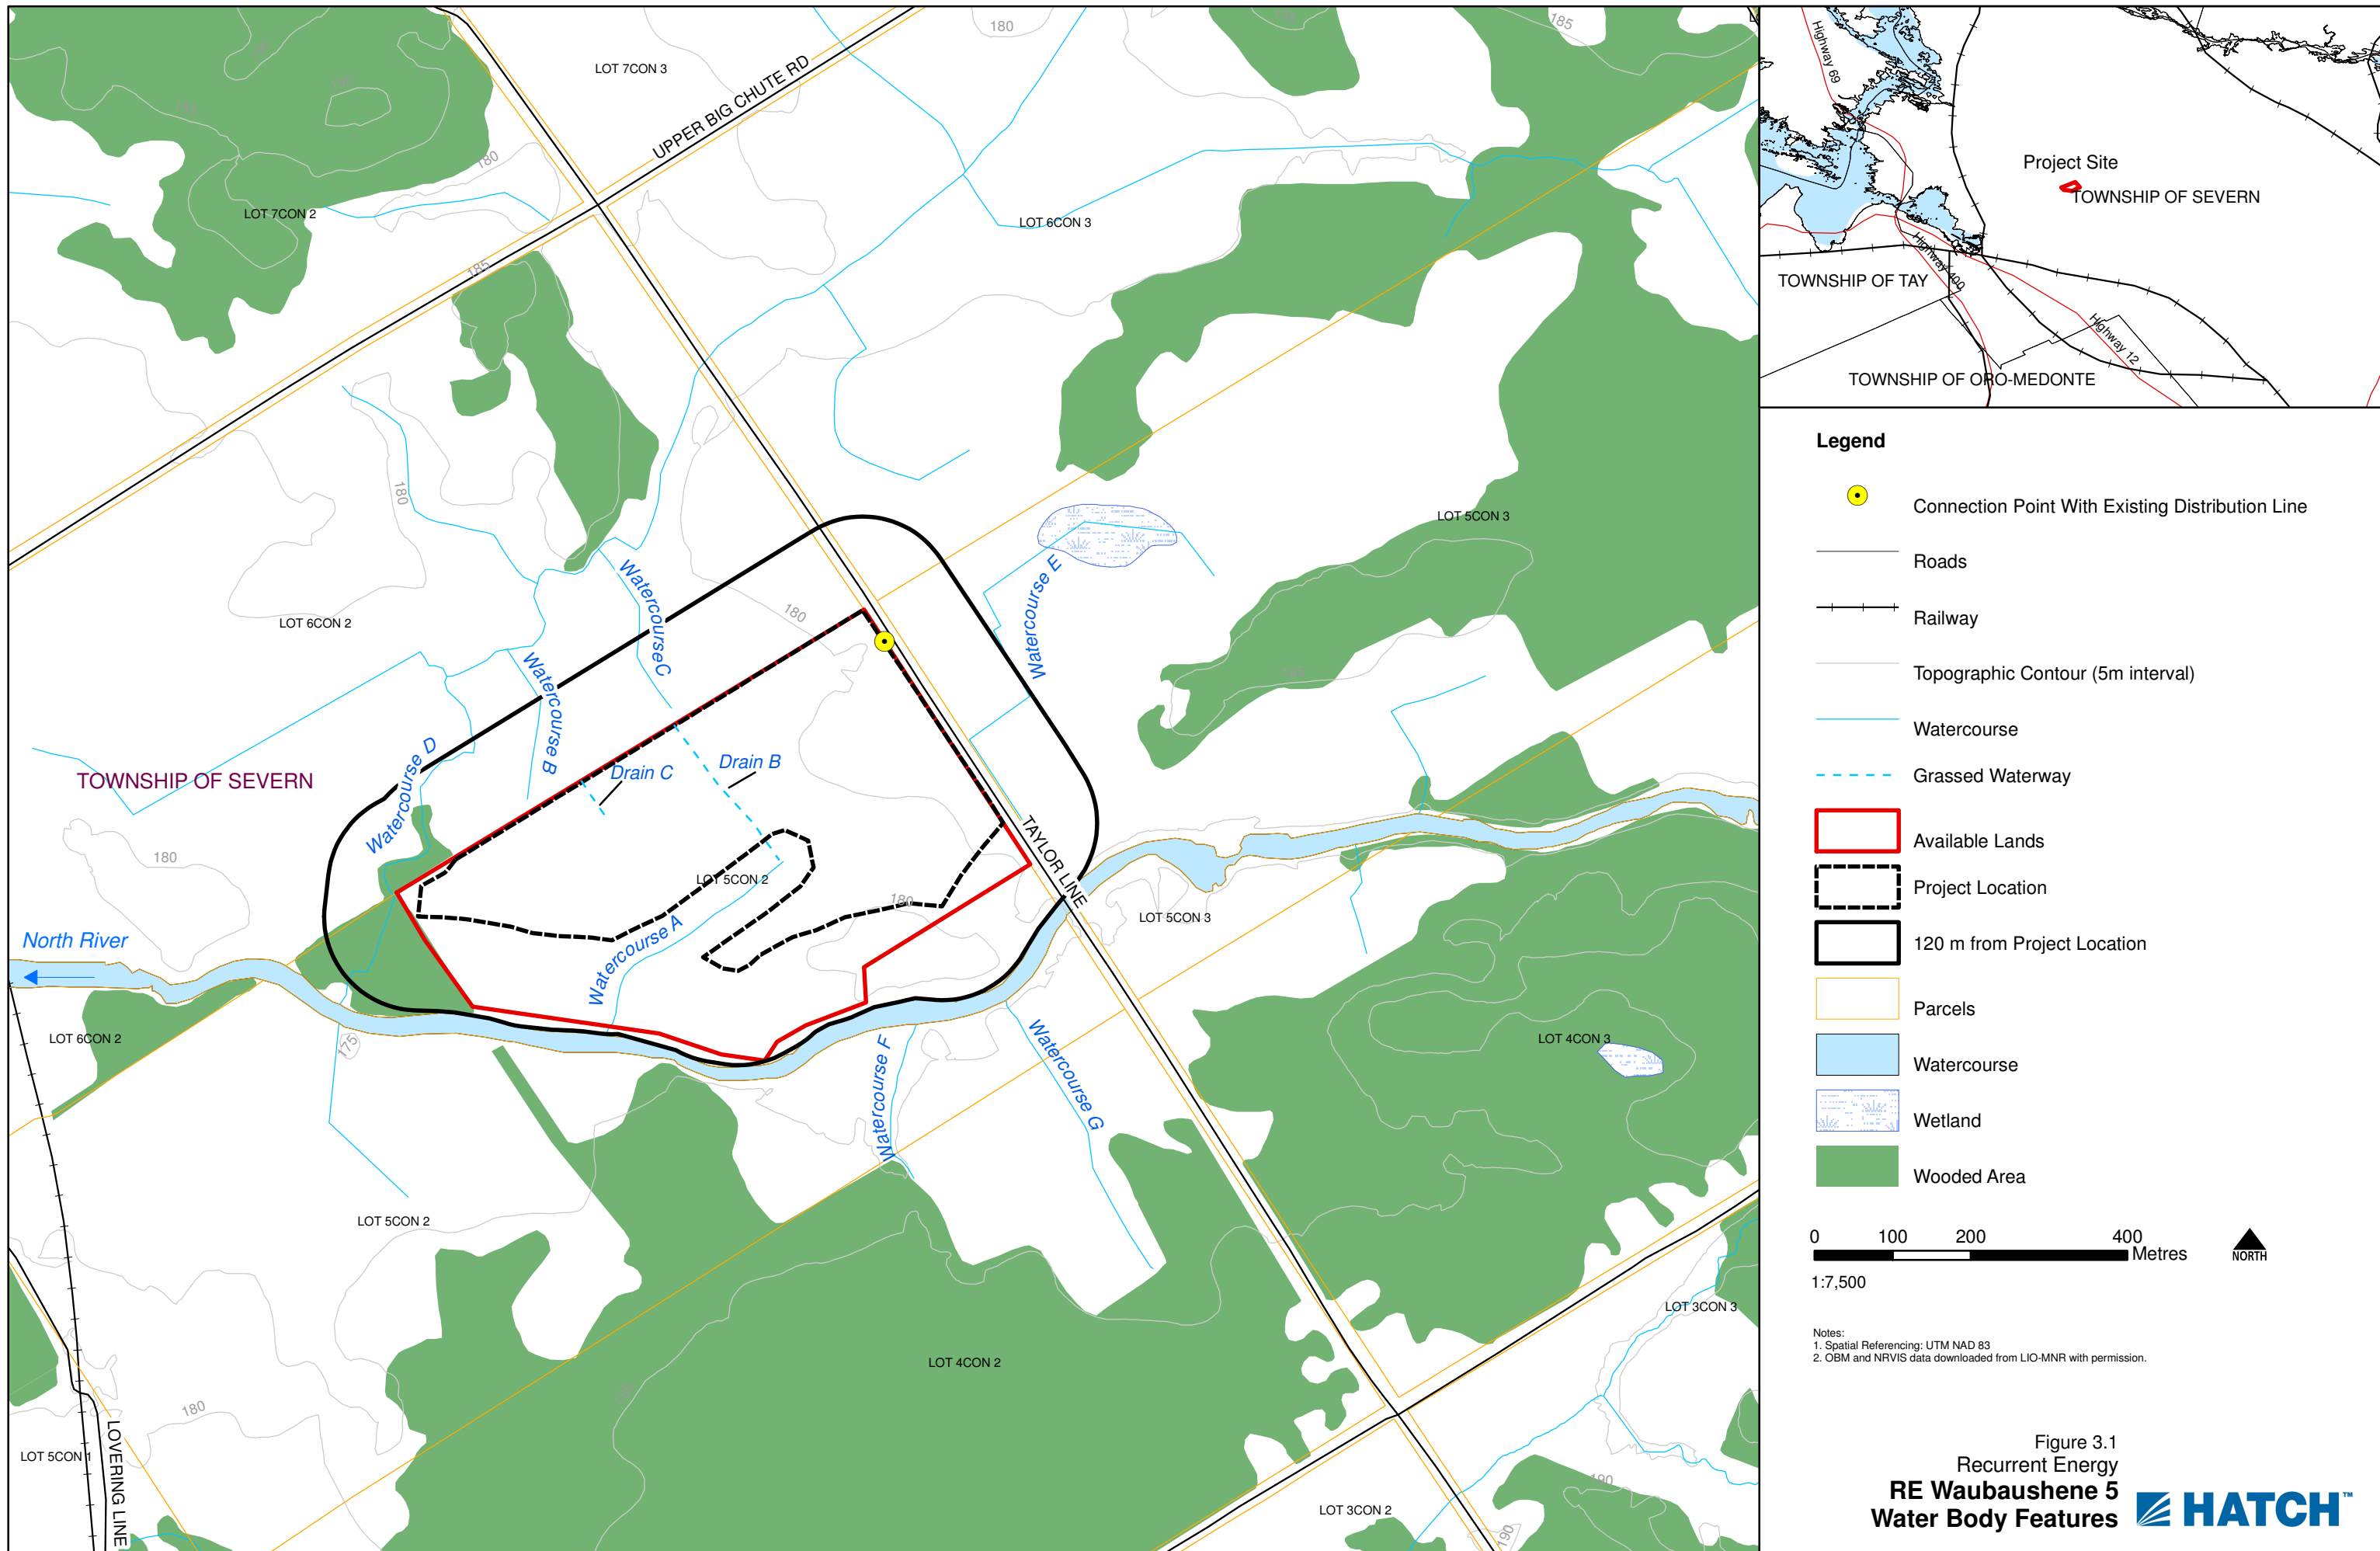 LOT 7CON 3
180
185
UPPER BIG CHUTE RD
180
LOT 7CON 2
LOT 6CON 3
185
180
LOT 5CON 3
Watercourse C
Watercourse E
180
LOT 6CON 2
Watercourse B
Watercourse D
Drain C
Drain B
TOWNSHIP OF SEVERN
TAYLOR LINE
180
LOT 5CON 2
180
LOT 5CON 3
Watercourse A
North River
LOT 6CON 2
175
Watercourse F
Watercourse G
LOT 4CON 3
LOT 5CON 2
LOT 3CON 3
LOT 4CON 2
180
LOT 5CON 1
LOVERING LINE
190
LOT 3CON 2
190
Highway 69
Project Site
TOWNSHIP OF SEVERN
Highway 400
TOWNSHIP OF TAY
Highway 12
TOWNSHIP OF ORO-MEDONTE
Legend
Connection Point With Existing Distribution Line
Roads
Railway
Topographic Contour (5m interval)
Watercourse
Grassed Waterway
Available Lands
Project Location
120 m from Project Location
Parcels
Watercourse
Wetland
Wooded Area
0 100 200 400
Metres
NORTH
1:7,500
Notes:
1. Spatial Referencing: UTM NAD 83
2. OBM and NRVIS data downloaded from LIO-MNR with permission.
Figure 3.1
Recurrent Energy
RE Waubaushene 5
Water Body Features
HATCH™